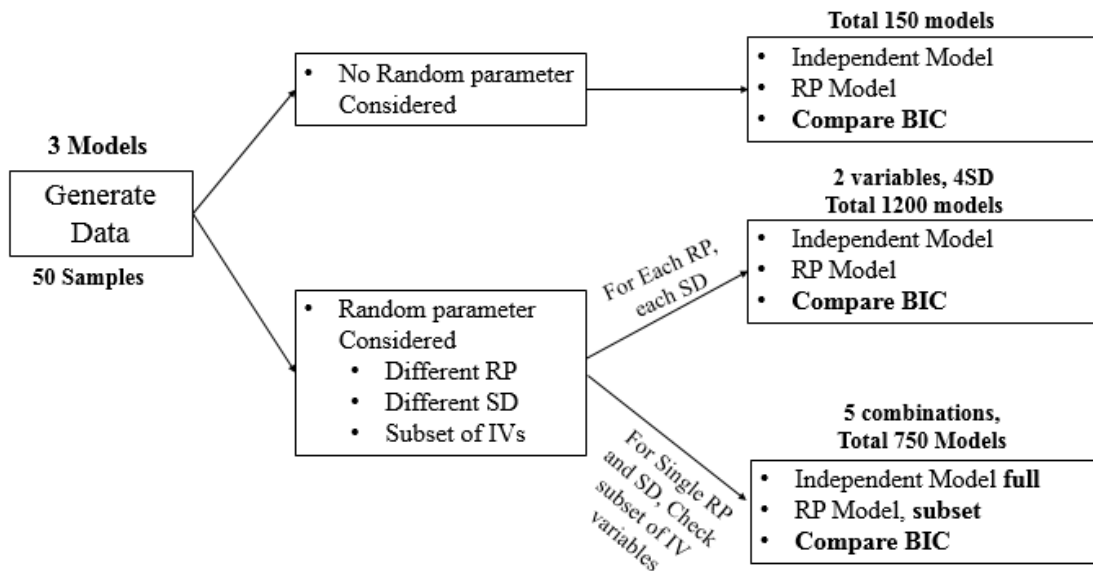 3 Models
Generate
Data
50 Samples
• No Random parameter
Considered
• Random parameter
Considered
• Different RP
• Different SD
• Subset of IVs
For Each RP,
each SD
For Single RP
and SD, Check
subset of IV
variables
Total 150 models
• Independent Model
• RP Model
• Compare BIC
2 variables, 4SD
Total 1200 models
• Independent Model
• RP Model
• Compare BIC
5 combinations,
Total 750 Models
• Independent Model full
• RP Model, subset
• Compare BIC